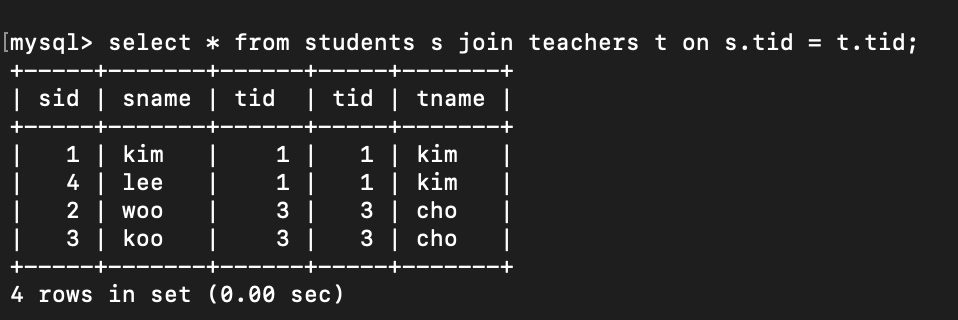 [mysql> select * from students s join teachers t on s.tid = t.tid;
+-----+-------+------+-----+-------+
| sid | sname | tid  | tid | tname |
+-----+-------+------+-----+-------+
|   1 | kim   |    1 |   1 | kim   |
|   4 | lee   |    1 |   1 | kim   |
|   2 | woo   |    3 |   3 | cho   |
|   3 | koo   |    3 |   3 | cho   |
+-----+-------+------+-----+-------+
4 rows in set (0.00 sec)